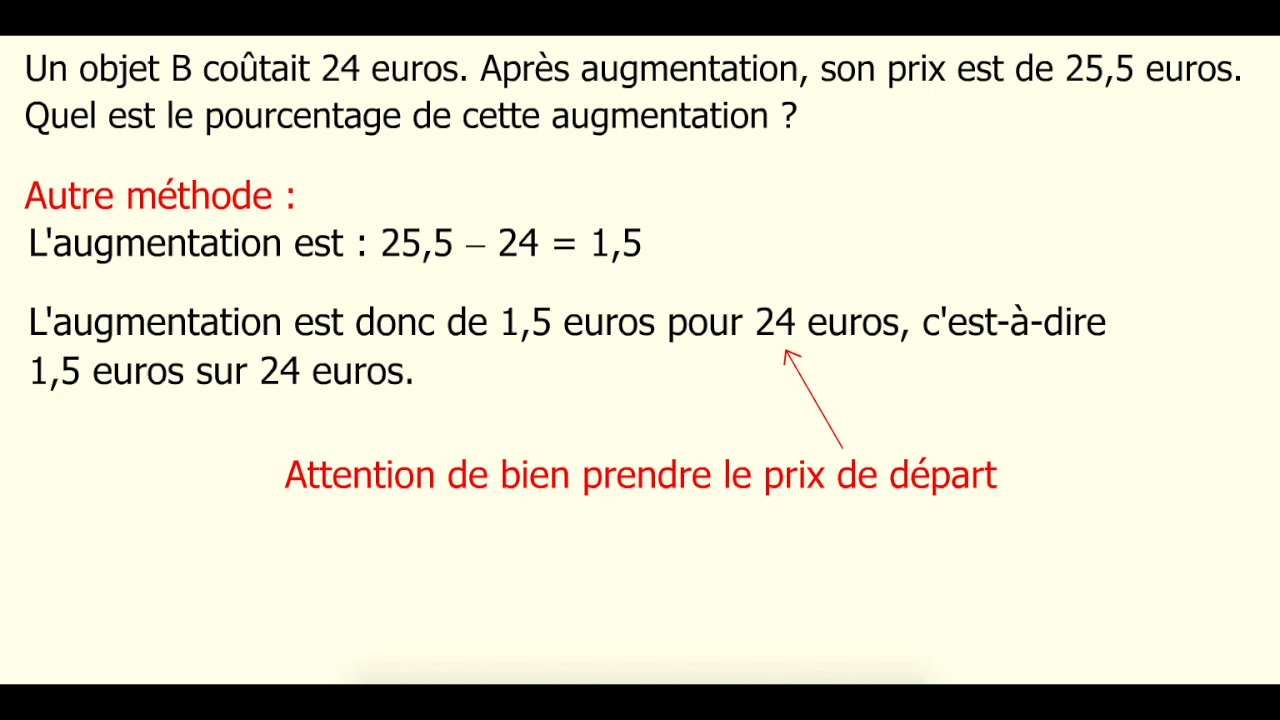 Un objet B coûtait 24 euros. Après augmentation, son prix est de 25,5 euros.
Quel est le pourcentage de cette augmentation ?
Autre méthode :
L'augmentation est : 25,5 – 24 = 1,5
L'augmentation est donc de 1,5 euros pour 24 euros, c'est-à-dire
1,5 euros sur 24 euros.
Attention de bien prendre le prix de départ